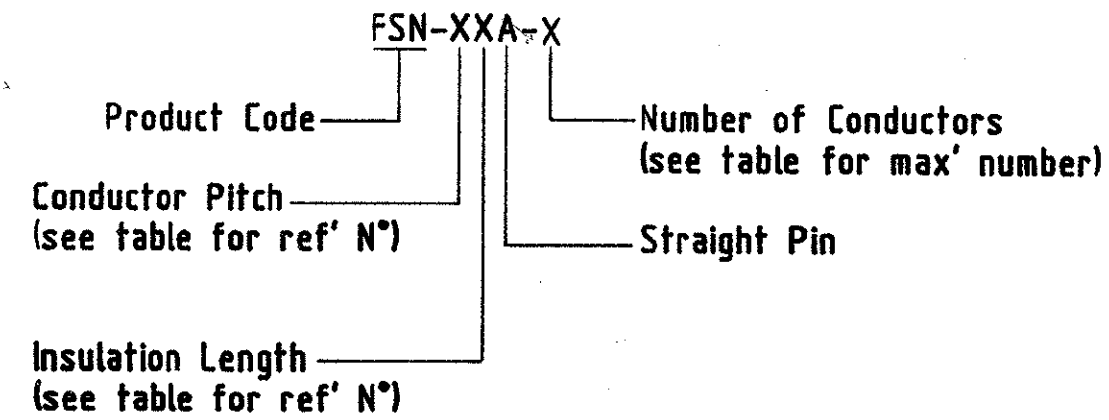 FSN-XXA-X
Product Code
Number of Conductors
(see table for max' number)
Conductor Pitch
(see table for ref' N°)
Straight Pin
Insulation Length
(see table for ref' N°)